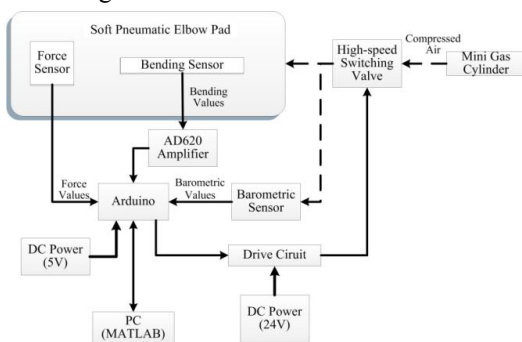 Soft Pneumatic Elbow Pad
Force
Sensor
Bending Sensor
High-speed
Switching
Valve
Compressed
Air
Mini Gas
Cylinder
Bending
Values
AD620
Amplifier
Force
Values
Arduino
Barometric
Values
Barometric
Sensor
DC Power
(5V)
Drive Ciruit
PC
(MATLAB)
DC Power
(24V)